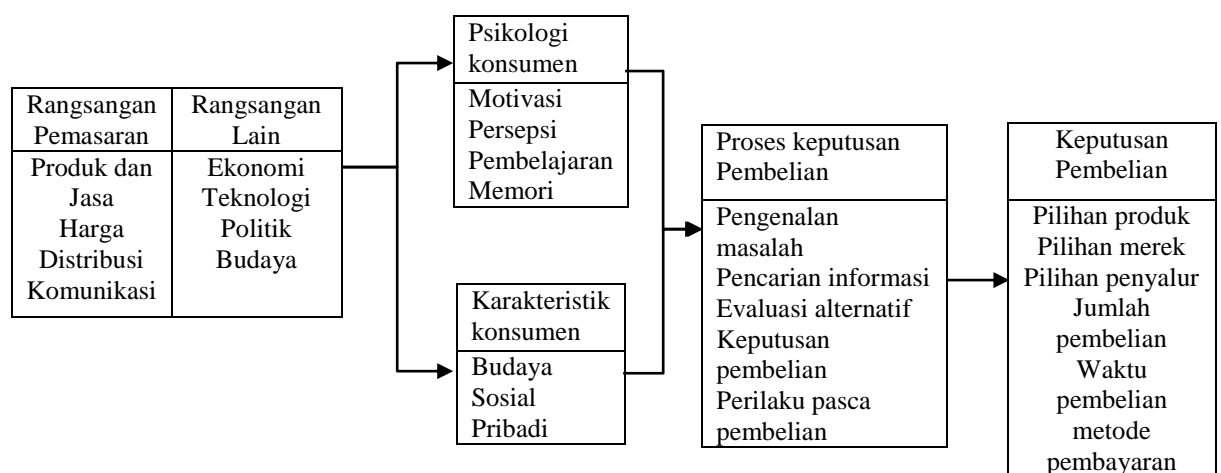 Rangsangan
Pemasaran
Produk dan
Jasa
Harga
Distribusi
Komunikasi
Rangsangan
Lain
Ekonomi
Teknologi
Politik
Budaya
Psikologi
konsumen
Motivasi
Persepsi
Pembelajaran
Memori
Karakteristik
konsumen
Budaya
Sosial
Pribadi
Proses keputusan
Pembelian
Pengenalan
masalah
Pencarian informasi
Evaluasi alternatif
Keputusan
pembelian
Perilaku pasca
pembelian
Keputusan
Pembelian
Pilihan produk
Pilihan merek
Pilihan penyalur
Jumlah
pembelian
Waktu
pembelian
metode
pembayaran